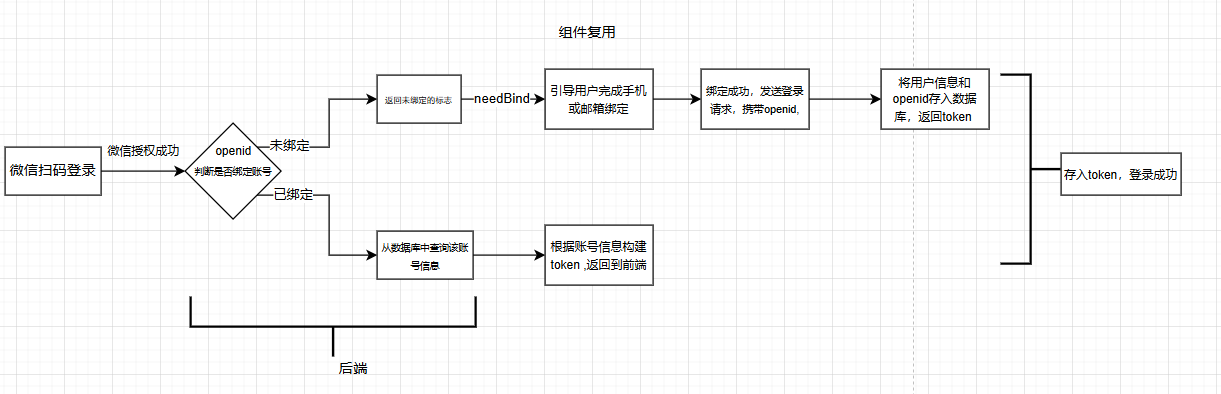 组件复用
微信扫码登录
微信授权成功
openid
判断是否绑定账号
未绑定
返回未绑定的标志
needBind
引导用户完成手机
或邮箱绑定
绑定成功，发送登录
请求，携带openid,
将用户信息和
openid存入数据
库，返回token
已绑定
从数据库中查询该账
号信息
根据账号信息构建
token ,返回到前端
存入token，登录成功
后端